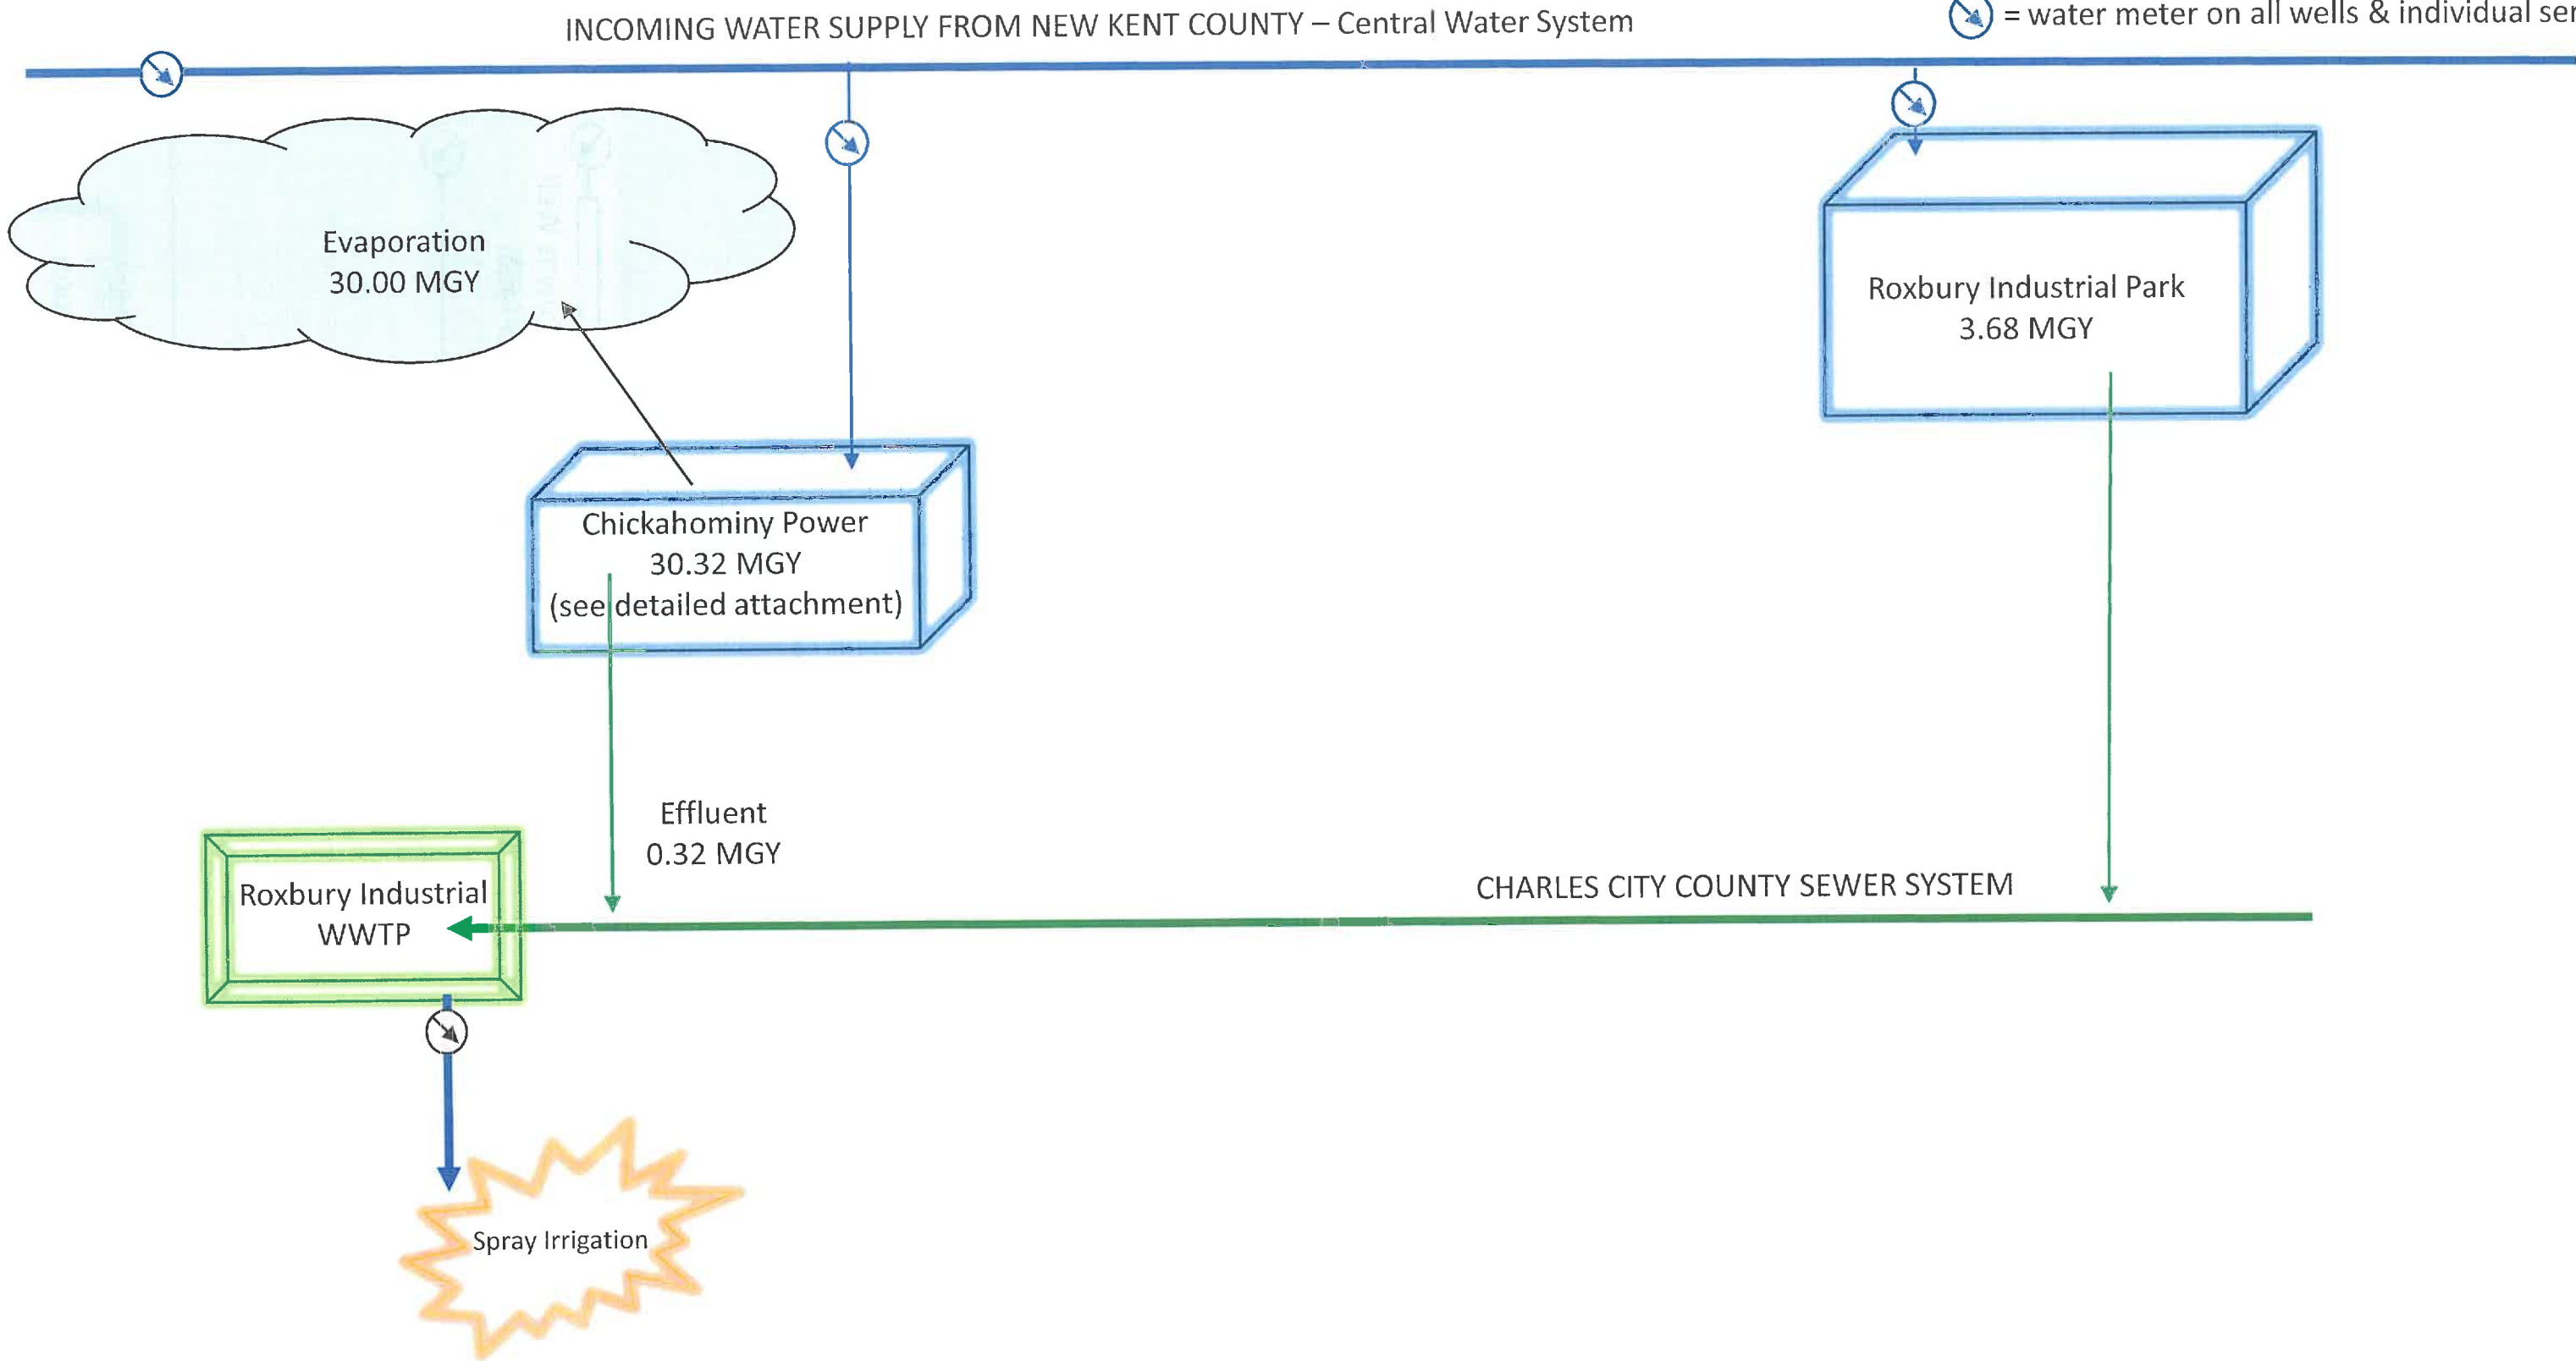 INCOMING WATER SUPPLY FROM NEW KENT COUNTY – Central Water System
= water meter on all wells & individual ser
Evaporation
30.00 MGY
Roxbury Industrial Park
3.68 MGY
Chickahominy Power
30.32 MGY
(see detailed attachment)
Effluent
0.32 MGY
CHARLES CITY COUNTY SEWER SYSTEM
Roxbury Industrial
WWTP
Spray Irrigation